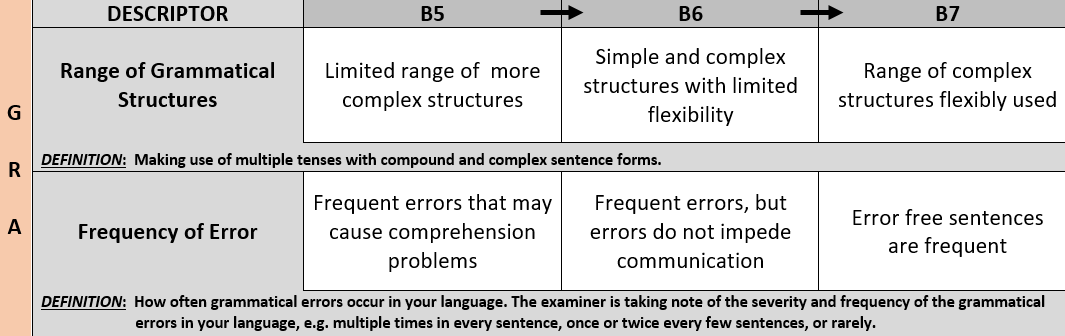 DESCRIPTOR B5 B6 B7
G
R
A
Range of Grammatical
Structures
Limited range of more
complex structures
Simple and complex
structures with limited
flexibility
Range of complex
structures flexibly used
DEFINITION: Making use of multiple tenses with compound and complex sentence forms.
Frequency of Error
Frequent errors that may
cause comprehension
problems
Frequent errors, but
errors do not impede
communication
Error free sentences
are frequent
DEFINITION: How often grammatical errors occur in your language. The examiner is taking note of the severity and frequency of the grammatical
errors in your language, e.g. multiple times in every sentence, once or twice every few sentences, or rarely.